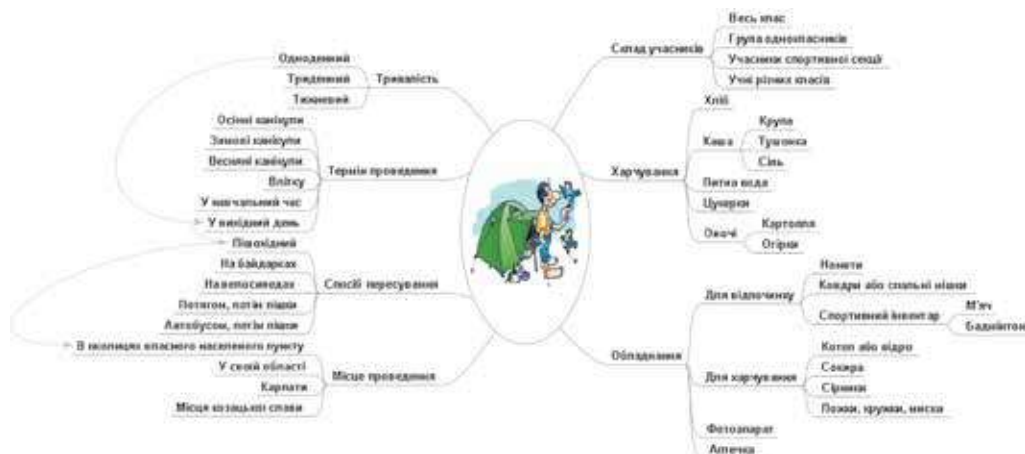 Одноденний
Триденний
Тижневий
Тривалість
Осінні канікули
Зимові канікули
Весняні канікули
Влітку
У навчальний час
У вихідний день
Термін проведення
Пішохідний
На байдарках
На велосипедах
Потягом, потім пішки
Автобусом, потім пішки
Спосіб пересування
В околицях власного населеного пункту
У своїй області
Карпати
Місця козацької слави
Місце проведення
Склад учасників
Весь клас
Група однокласників
Учасники спортивної секції
Учні різних класів
Харчування
Хліб
Каша
Крупа
Тушонка
Сіль
Питна вода
Цукерки
Овочі
Картопля
Огірки
Обладнання
Для відпочинку
Намети
Ковдри або спальні мішки
Спортивний інвентар
М'яч
Бадмінтон
Для харчування
Котел або відро
Сокира
Сірники
Ложки, кружки, миски
Фотоапарат
Аптечка